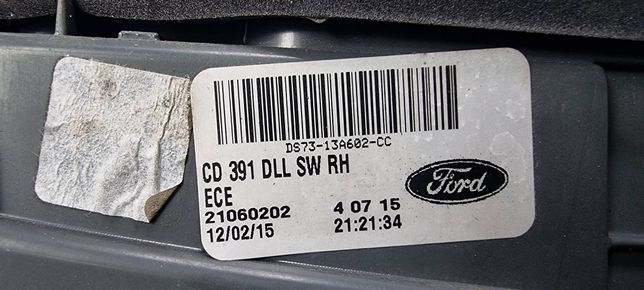 DS73-13A602-CC
CD 391 DLL SW RH
ECE
Ford
21060202 4 07 15
12/02/15 21:21:34